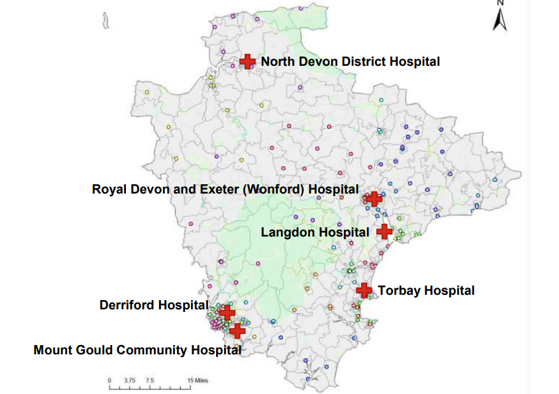 N
North Devon District Hospital
Royal Devon and Exeter (Wonford) Hospital
Langdon Hospital
Torbay Hospital
Derriford Hospital
Mount Gould Community Hospital
0 3.75 7.5 15 Miles